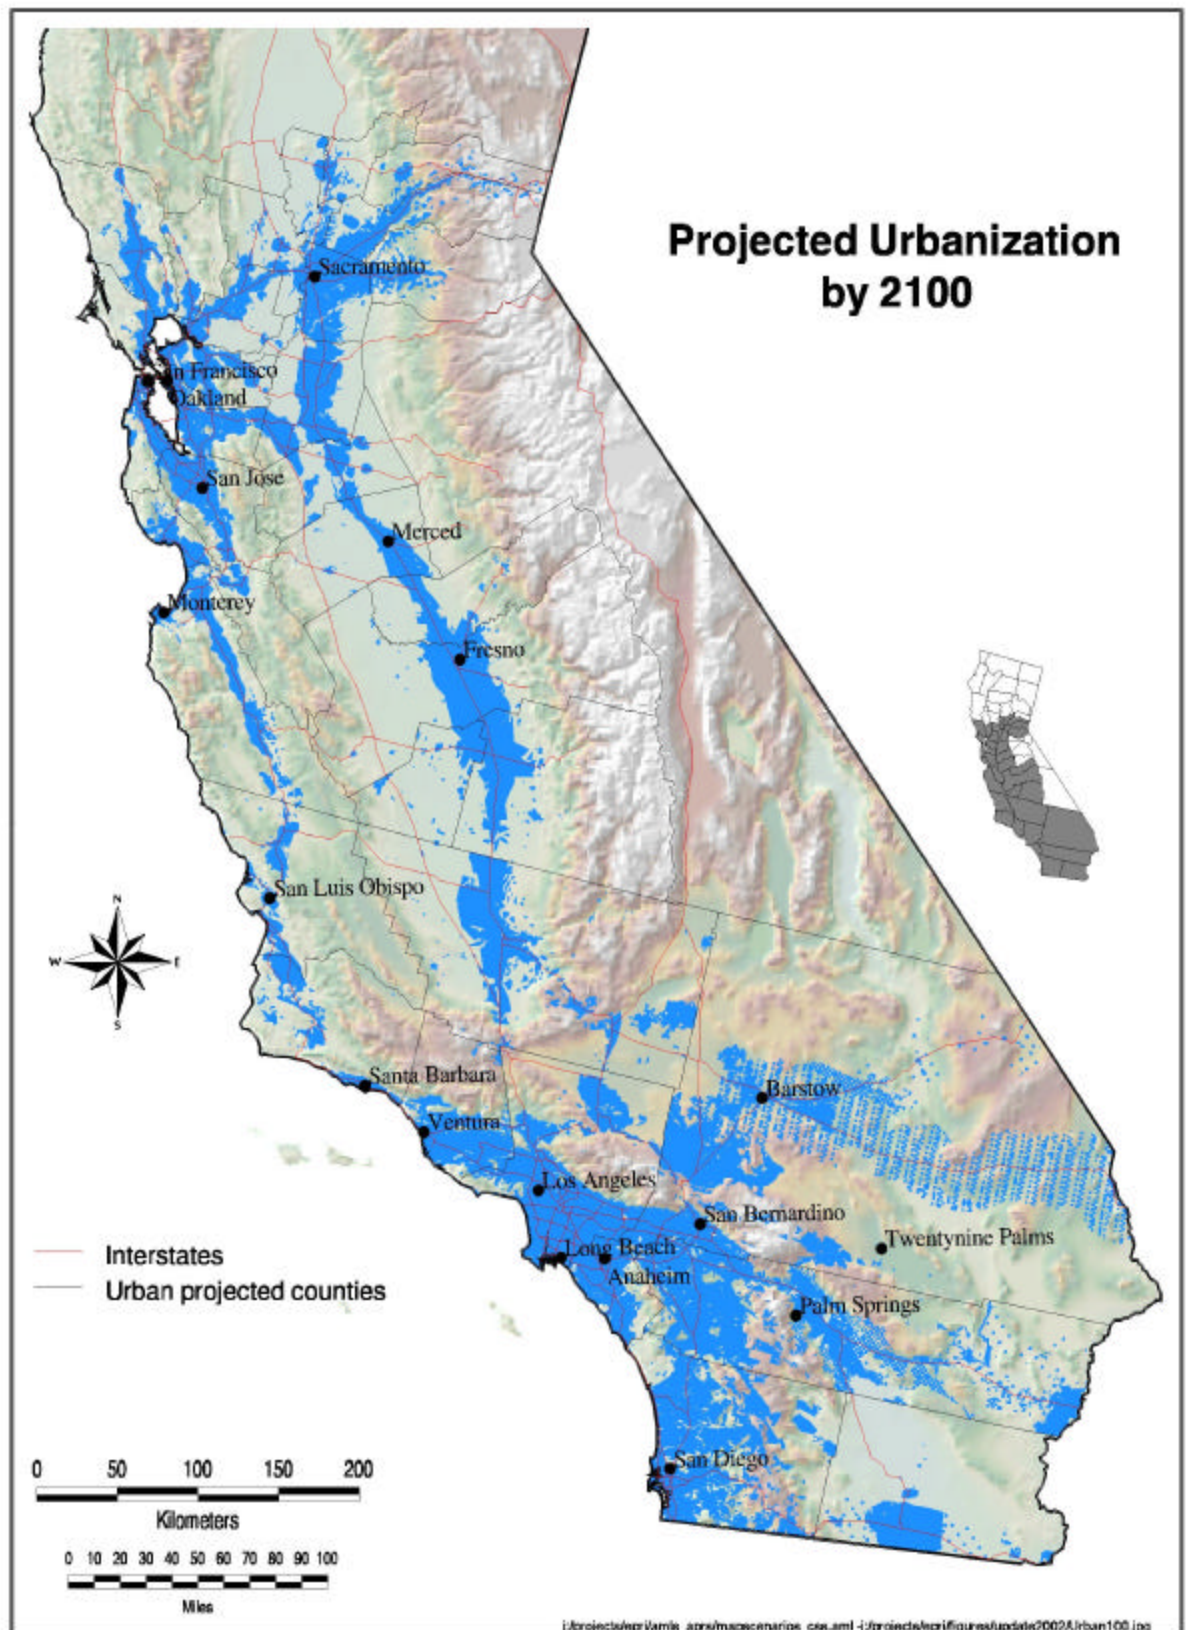 Projected Urbanization
by 2100
Sacramento
n Francisco
Oakland
San Jose
Merced
Monterey
Fresno
San Luis Obispo
N
W
E
S
Santa Barbara
Barstow
Ventura
Los Angeles
San Bernardino
Twentynine Palms
Long Beach
Anaheim
Palm Springs
Interstates
Urban projected counties
San Diego
0 50 100 150 200
Kilometers
0 10 20 30 40 50 60 70 80 90 100
Miles